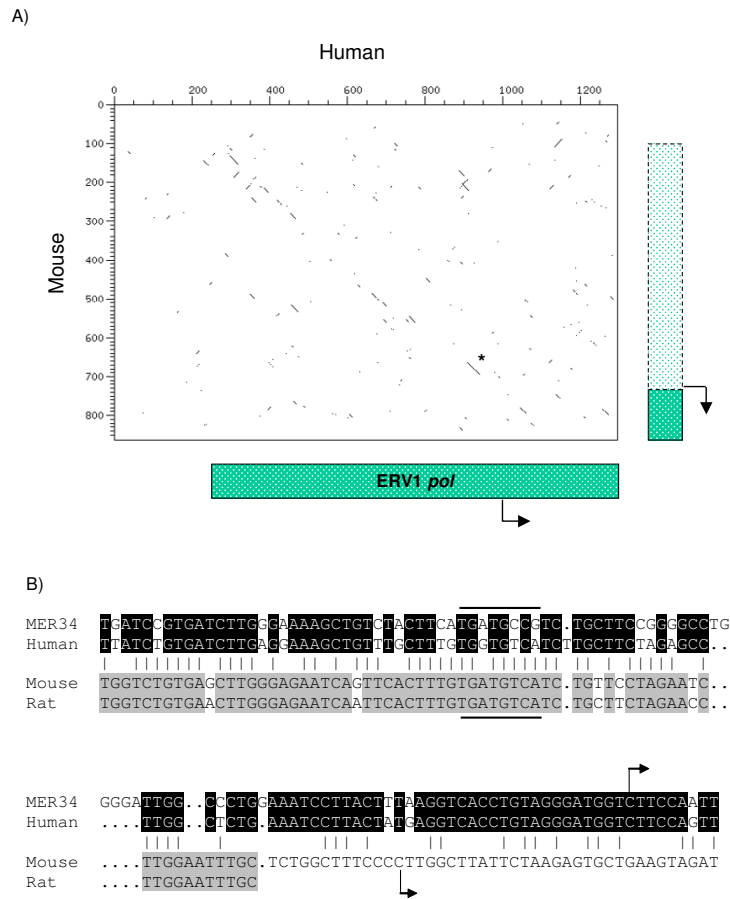 A)
Human
0 200 400 600 800 1000 1200
0
100
200
300
400
500
600
700
800
Mouse
*
ERV1 pol
B)
MER34 TGATCCGTGATCTTGGGAAAAGCTGTCTACTTCATGATGCCGTC.TGCTTCCGGGGCCTG
Human TTATCTGTGATCTTGAGGAAAGCTGTTTGCTTTGTGGTGTCATCTTGCTTCTAGAGCC..
Mouse TGGTCTGTGAGCTTGGGAGAATCAGTTCACTTTGTGATGTCATC.TGTTCCTAGAATC..
Rat TGGTCTGTGAACTTGGGAGAATCAATTCACTTTGTGATGTCATC.TGCTTCTAGAACC..
MER34 GGGATTGG..CCCTGGAAATCCTTACTTTAAGGTCACCTGTAGGGATGGTCTTCCAATT
Human ....TTGG..CTCTG.AAATCCTTACTATGAGGTCACCTGTAGGGATGGTCTTCCAGTT
Mouse ....TTGGAATTTGC.TCTGGCTTTCCCCTTGGCTTATTCTAAGAGTGCTGAAGTAGAT
Rat ....TTGGAATTTGC